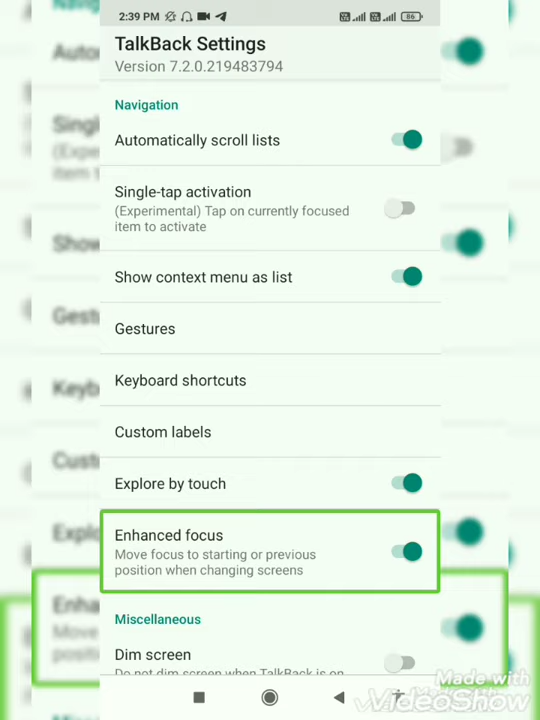 2:39 PM
86
TalkBack Settings
Version 7.2.0.219483794
Navigation
Automatically scroll lists
Single-tap activation
(Experimental) Tap on currently focused
item to activate
Show context menu as list
Gestures
Keyboard shortcuts
Custom labels
Explore by touch
Enhanced focus
Move focus to starting or previous
position when changing screens
Miscellaneous
Dim screen
Do not dim screen when TalkBack is on
Made with
VideoShow